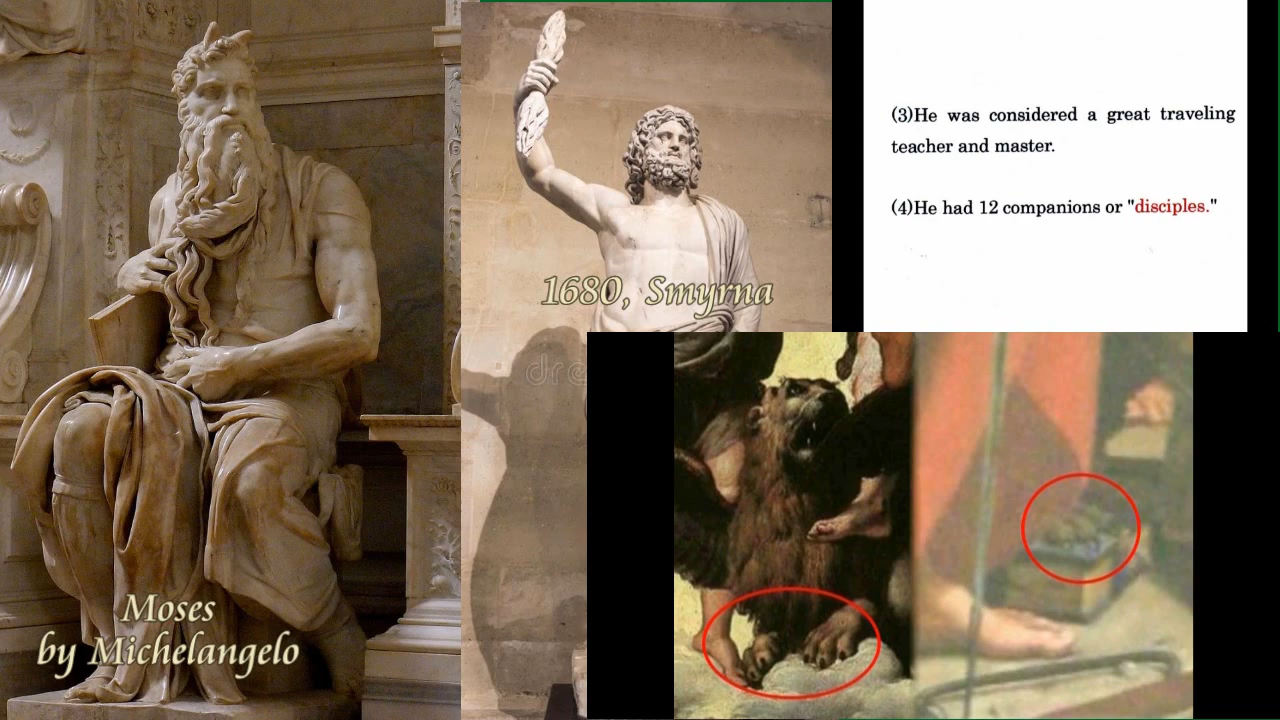 Moses
by Michelangelo
1680, Smyrna
dre
(3)He was considered a great traveling
teacher and master.
(4)He had 12 companions or "disciples."